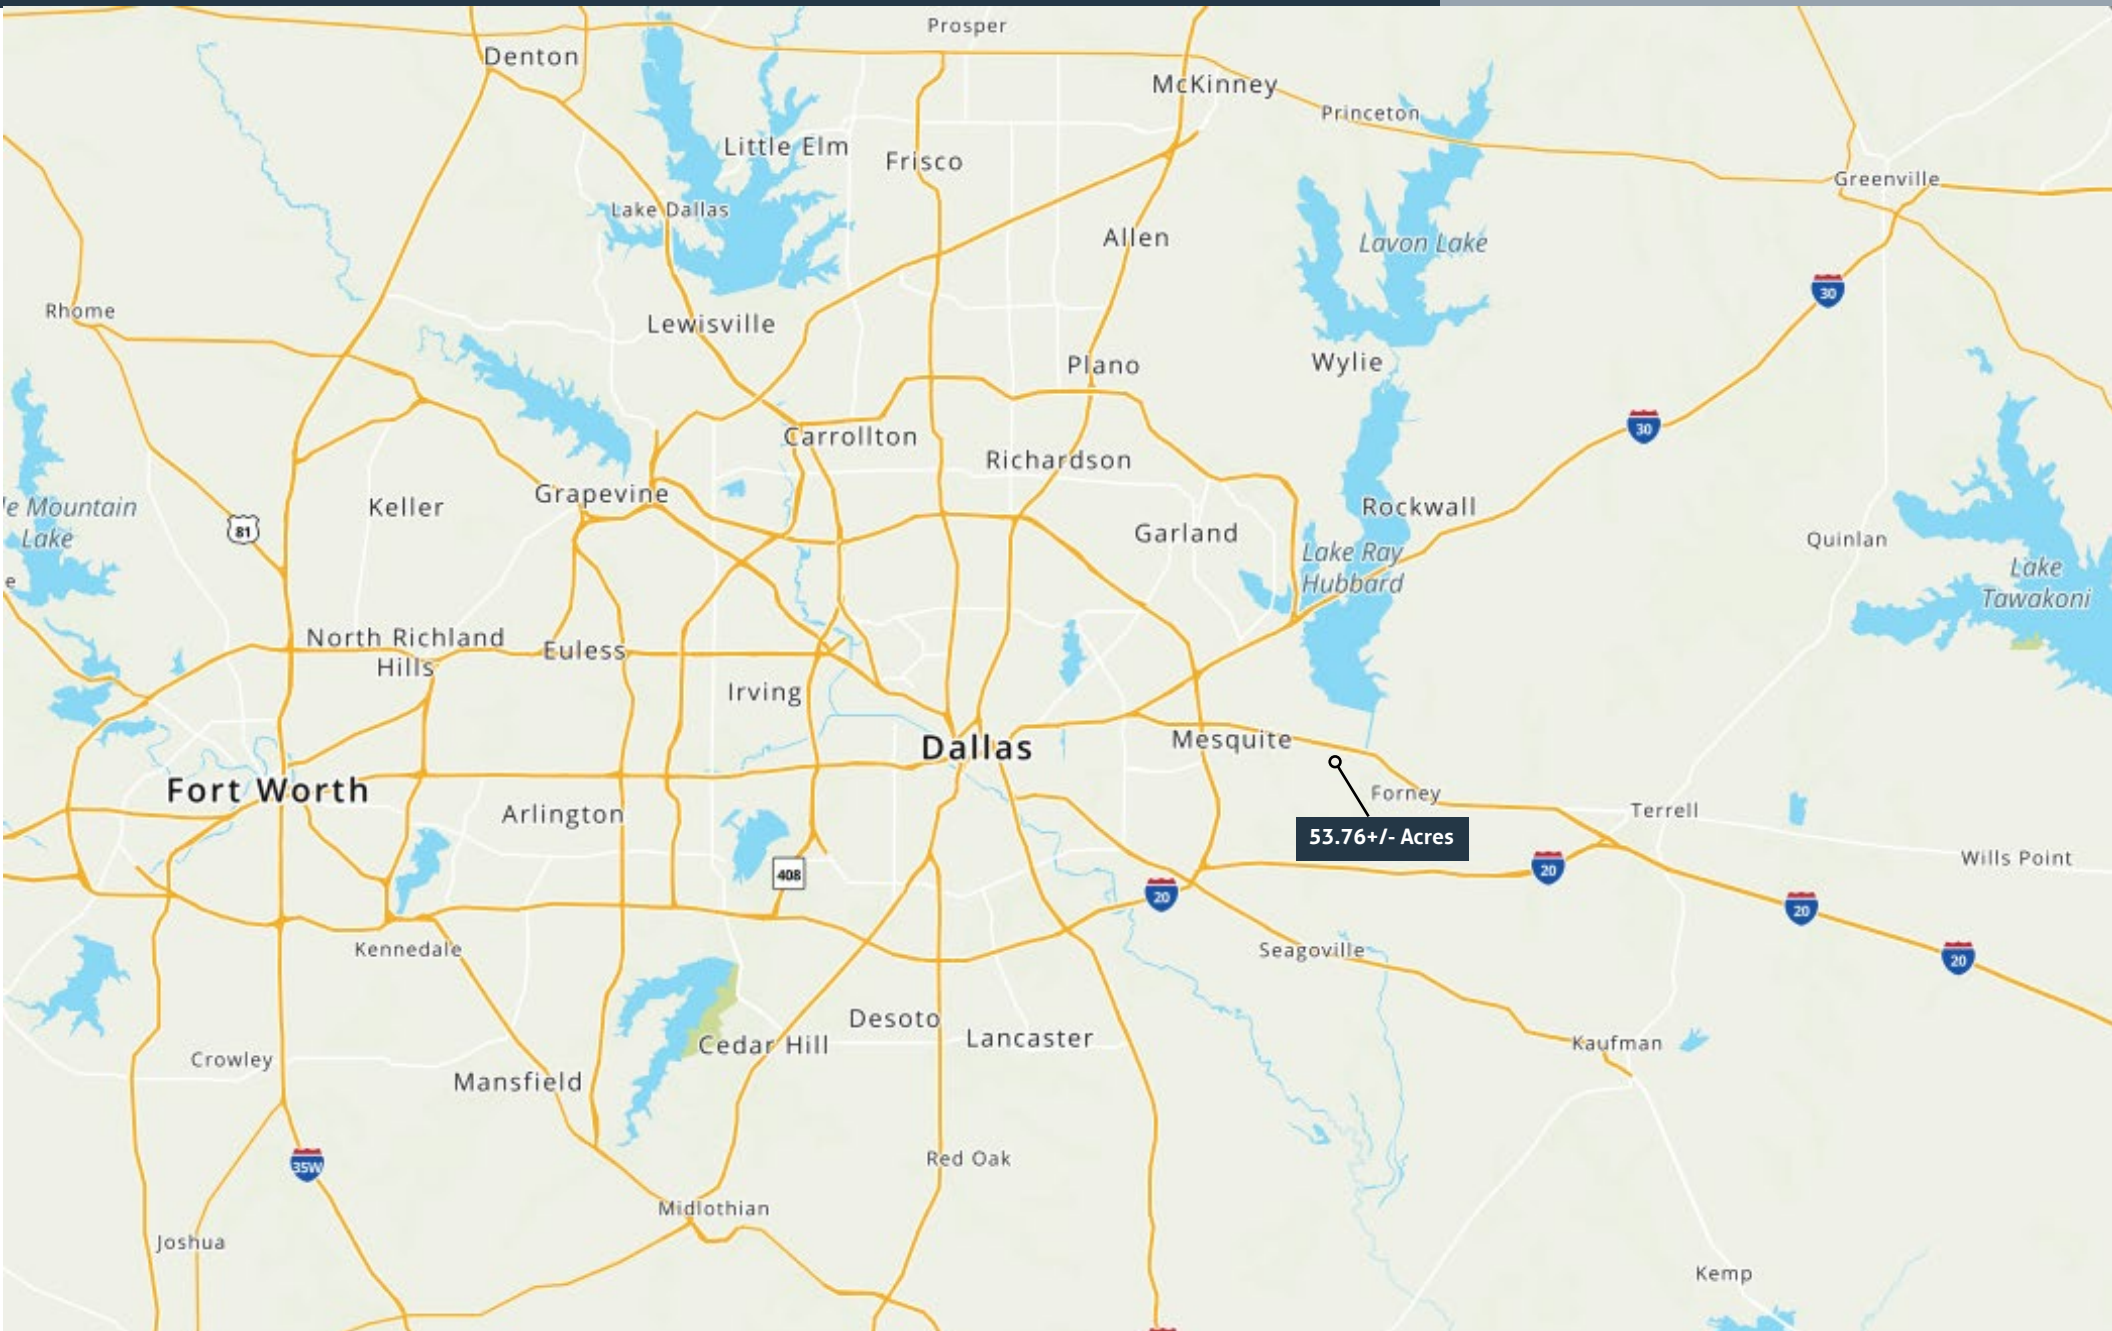 Prosper
Denton
McKinney
Princeton
Little Elm
Frisco
Greenville
Lake Dallas
Allen
Lavon Lake
30
Rhome
Lewisville
Wylie
Plano
30
Carrollton
Richardson
Grapevine
Keller
Rockwall
le Mountain
Lake
81
Garland
Quinlan
Lake Ray
Hubbard
Lake
Tawakoni
e
North Richland
Hills
Euless
Irving
Dallas
Mesquite
Fort Worth
Forney
Arlington
Terrell
53.76+/- Acres
Wills Point
408
20
20
20
20
Kennedale
Seagoville
Desoto
Lancaster
Cedar Hill
Kaufman
Crowley
Mansfield
Red Oak
35W
Midlothian
Joshua
Kemp